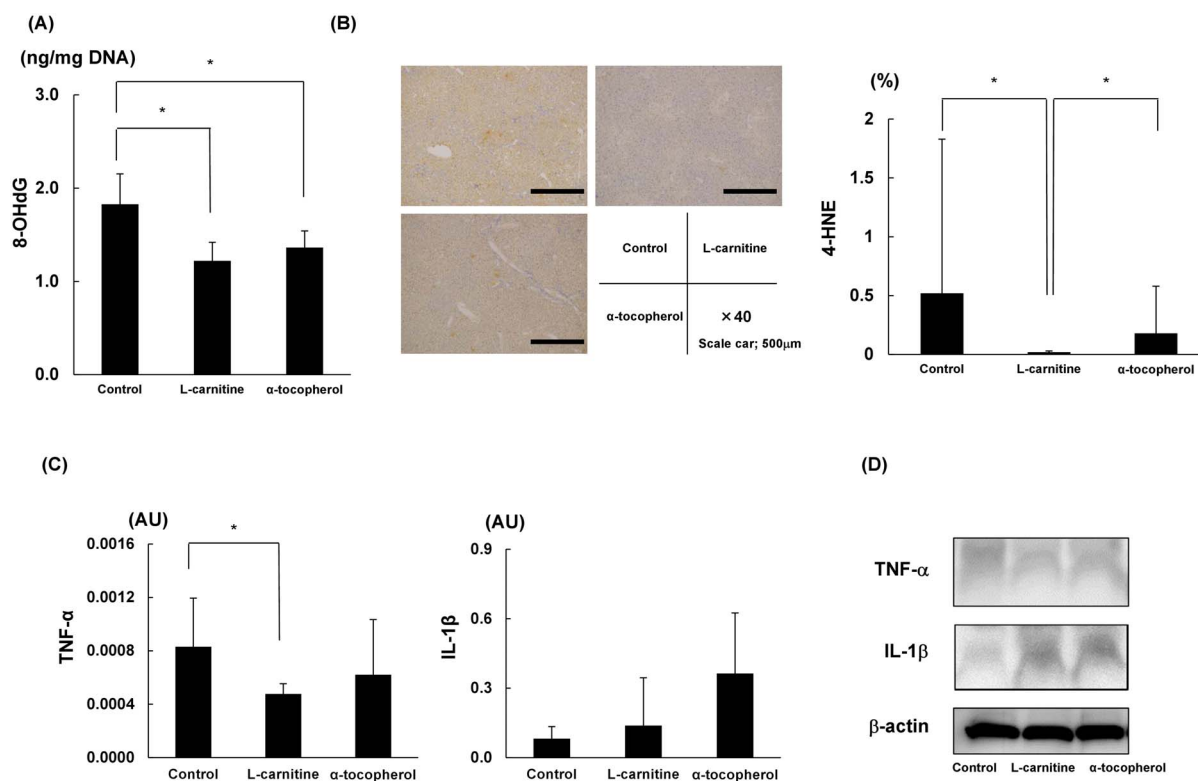 (A)
(ng/mg DNA)
*
*
3.0
2.0
1.0
0.0
8-OHdG
Control L-carnitine α-tocopherol
(B)
Control L-carnitine
α-tocopherol ×40
Scale car; 500μm
(%)
*
*
2
1.5
1
0.5
0
4-HNE
Control L-carnitine α-tocopherol
(C)
(AU)
*
0.0016
0.0012
0.0008
0.0004
0.0000
TNF-α
Control L-carnitine α-tocopherol
(AU)
0.9
0.6
0.3
0.0
IL-1β
Control L-carnitine α-tocopherol
(D)
TNF-α
IL-1β
β-actin
Control L-carnitine α-tocopherol